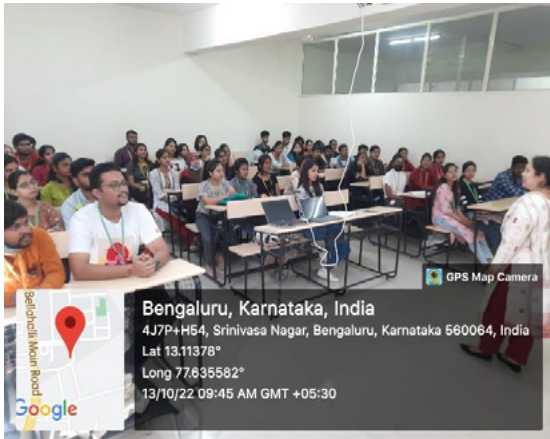 GPS Map Camera
Bengaluru, Karnataka, India
4J7P+H54, Srinivasa Nagar, Bengaluru, Karnataka 560064, India
Lat 13.11378°
Long 77.635582°
13/10/22 09:45 AM GMT +05:30
Bellahalli Main Road
Google